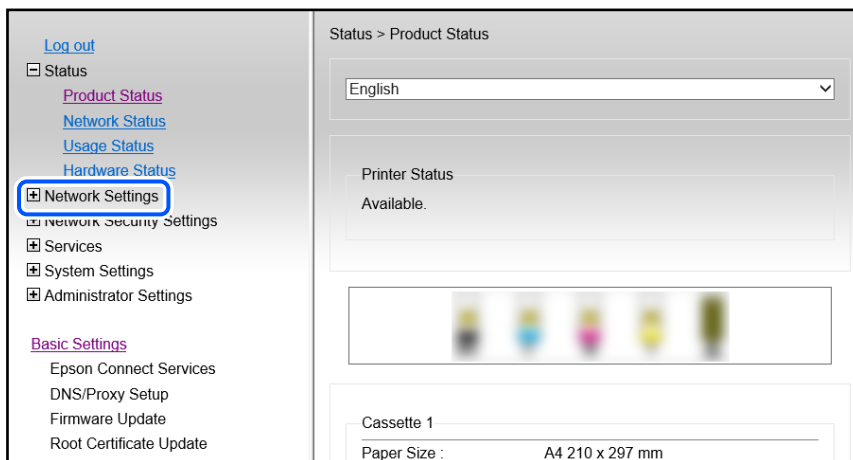 Log out
Status
Product Status
Network Status
Usage Status
Hardware Status
Network Settings
Network Security Settings
Services
System Settings
Administrator Settings
Basic Settings
Epson Connect Services
DNS/Proxy Setup
Firmware Update
Root Certificate Update
Status > Product Status
English
Printer Status
Available.
Cassette 1
Paper Size : A4 210 x 297 mm